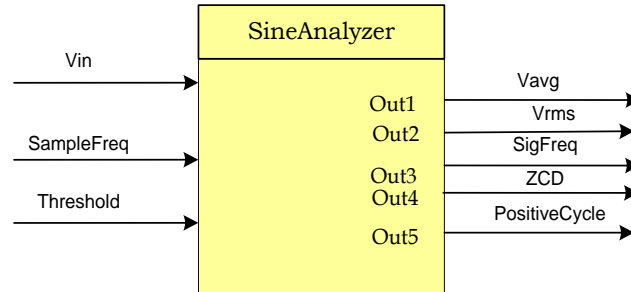 SineAnalyzer
Vin
SampleFreq
Threshold
Out1
Vavg
Out2
Vrms
Out3
SigFreq
Out4
ZCD
Out5
PositiveCycle